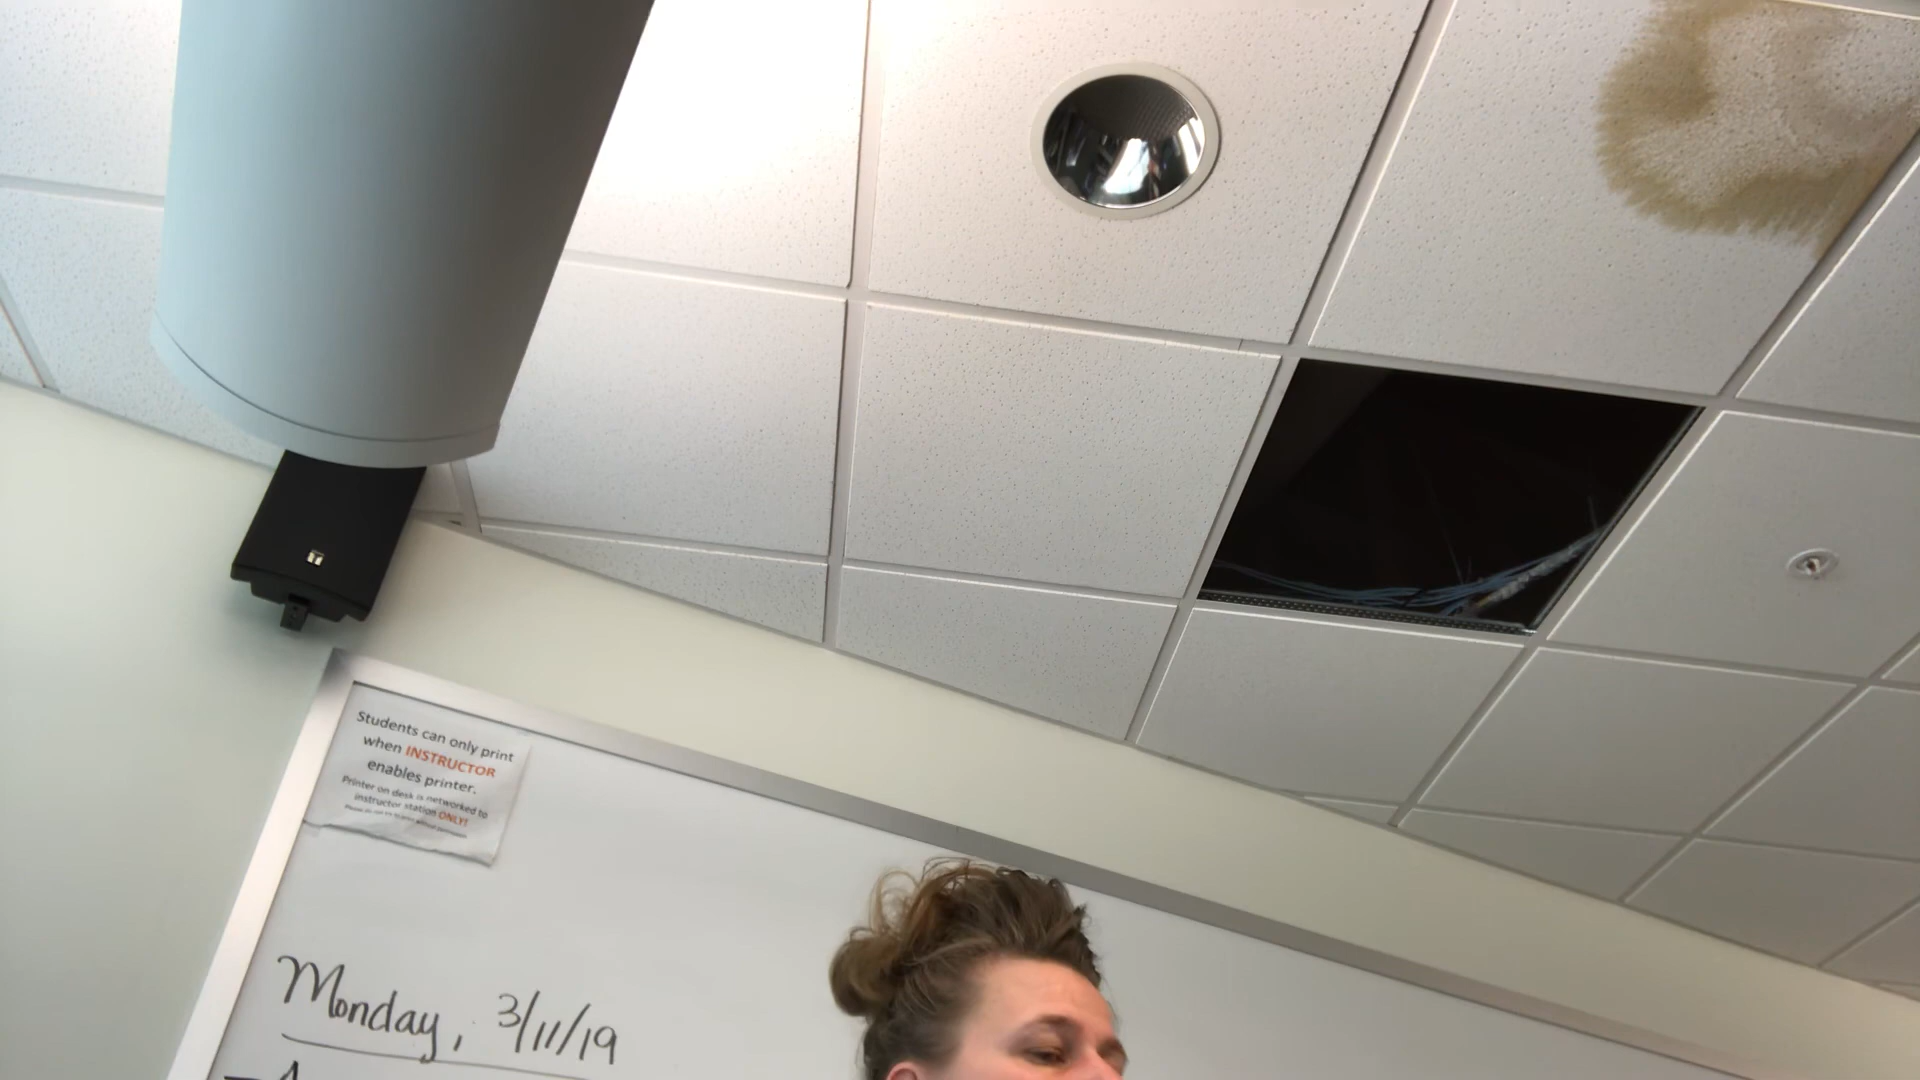 Students can only print
when INSTRUCTOR
enables printer.
Printer on desk is networked to
instructor station ONLY!
Monday, 3/11/19